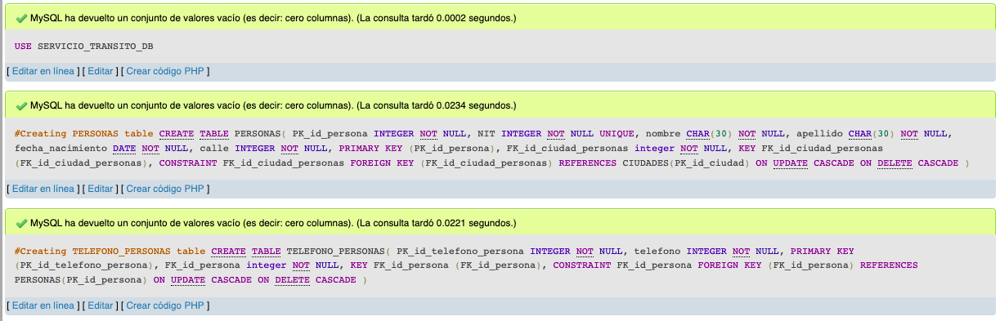 MySQL ha devuelto un conjunto de valores vacío (es decir: cero columnas). (La consulta tardó 0.0002 segundos.)
USE SERVICIO_TRANSITO_DB
[ Editar en línea ] [ Editar ] [ Crear código PHP ]
MySQL ha devuelto un conjunto de valores vacío (es decir: cero columnas). (La consulta tardó 0.0234 segundos.)
#Creating PERSONAS table CREATE TABLE PERSONAS( PK_id_persona INTEGER NOT NULL, NIT INTEGER NOT NULL UNIQUE, nombre CHAR(30) NOT NULL, apellido CHAR(30) NOT NULL,
fecha_nacimiento DATE NOT NULL, calle INTEGER NOT NULL, PRIMARY KEY (PK_id_persona), FK_id_ciudad_personas integer NOT NULL, KEY FK_id_ciudad_personas
(FK_id_ciudad_personas), CONSTRAINT FK_id_ciudad_personas FOREIGN KEY (FK_id_ciudad_personas) REFERENCES CIUDADES(PK_id_ciudad) ON UPDATE CASCADE ON DELETE CASCADE )
[ Editar en línea ] [ Editar ] [ Crear código PHP ]
MySQL ha devuelto un conjunto de valores vacío (es decir: cero columnas). (La consulta tardó 0.0221 segundos.)
#Creating TELEFONO_PERSONAS table CREATE TABLE TELEFONO_PERSONAS( PK_id_telefono_persona INTEGER NOT NULL, telefono INTEGER NOT NULL, PRIMARY KEY
(PK_id_telefono_persona), FK_id_persona integer NOT NULL, KEY FK_id_persona (FK_id_persona), CONSTRAINT FK_id_persona FOREIGN KEY (FK_id_persona) REFERENCES
PERSONAS(PK_id_persona) ON UPDATE CASCADE ON DELETE CASCADE )
[ Editar en línea ] [ Editar ] [ Crear código PHP ]